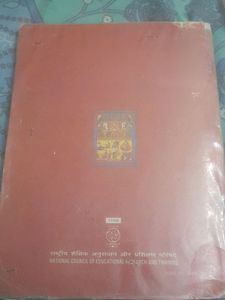 राष्ट्रीय शैक्षिक अनुसंधान और प्रशिक्षण परिषद्
NATIONAL COUNCIL OF EDUCATIONAL RESEARCH AND TRAINING